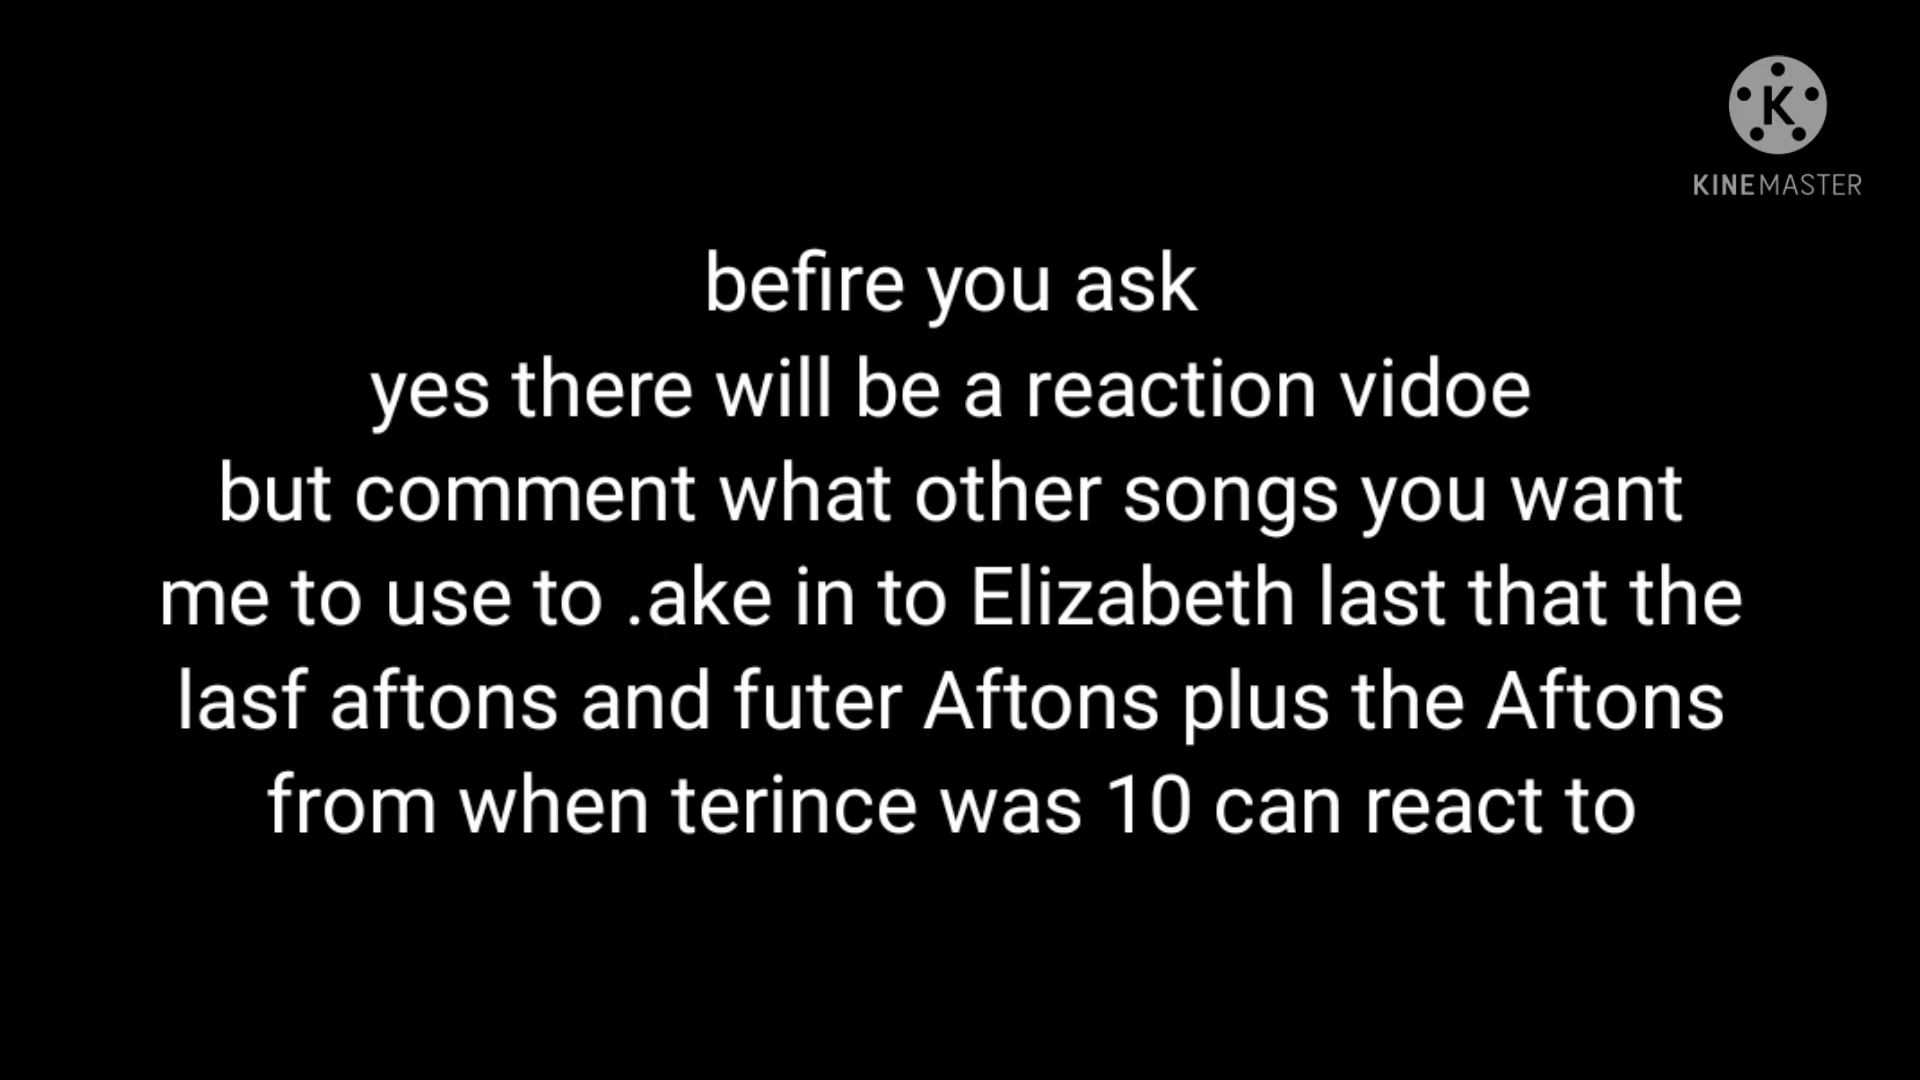 K
KINEMASTER
befire you ask
yes there will be a reaction vidoe
but comment what other songs you want
me to use to .ake in to Elizabeth last that the
lasf aftons and futer Aftons plus the Aftons
from when terince was 10 can react to